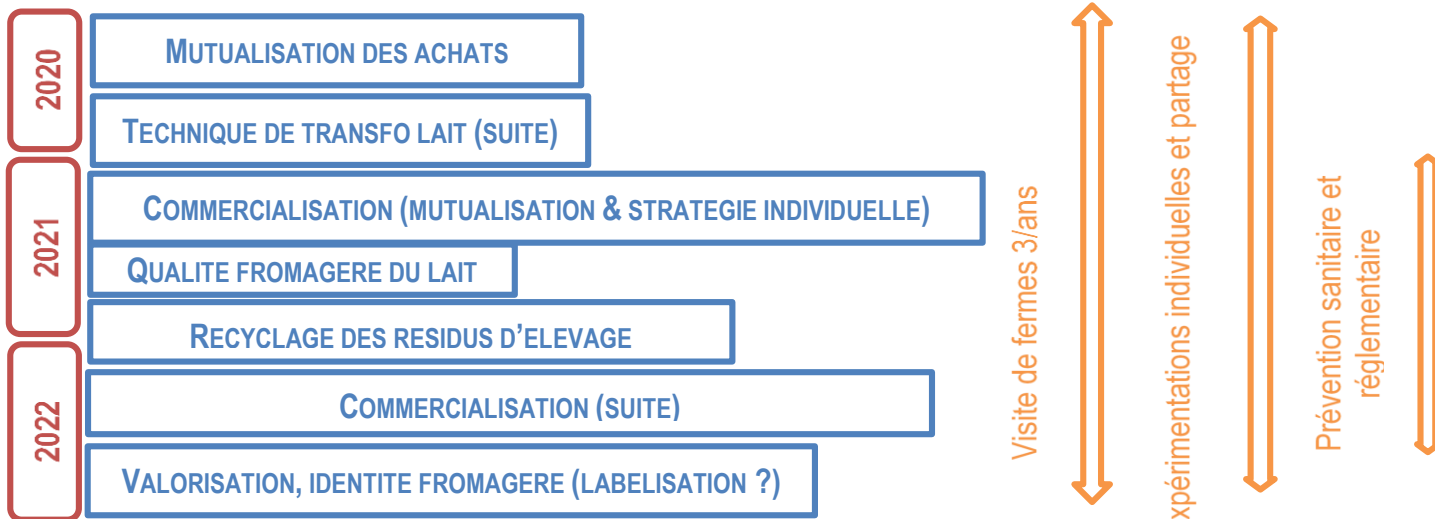 2020
MUTUALISATION DES ACHATS
TECHNIQUE DE TRANSFO LAIT (SUITE)
2021
COMMERCIALISATION (MUTUALISATION & STRATEGIE INDIVIDUELLE)
QUALITE FROMAGERE DU LAIT
RECYCLAGE DES RESIDUS D’ELEVAGE
2022
COMMERCIALISATION (SUITE)
VALORISATION, IDENTITE FROMAGERE (LABELISATION ?)
Visite de fermes 3/ans
xpérimentations individuelles et partage
Prévention sanitaire et
réglementaire